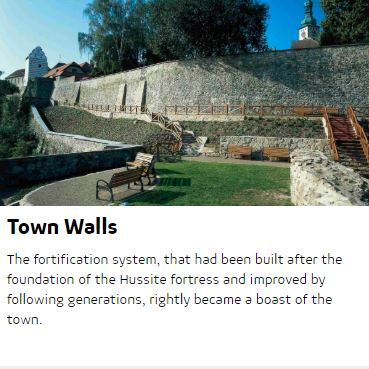 Town Walls
The fortification system, that had been built after the
foundation of the Hussite fortress and improved by
following generations, rightly became a boast of the
town.